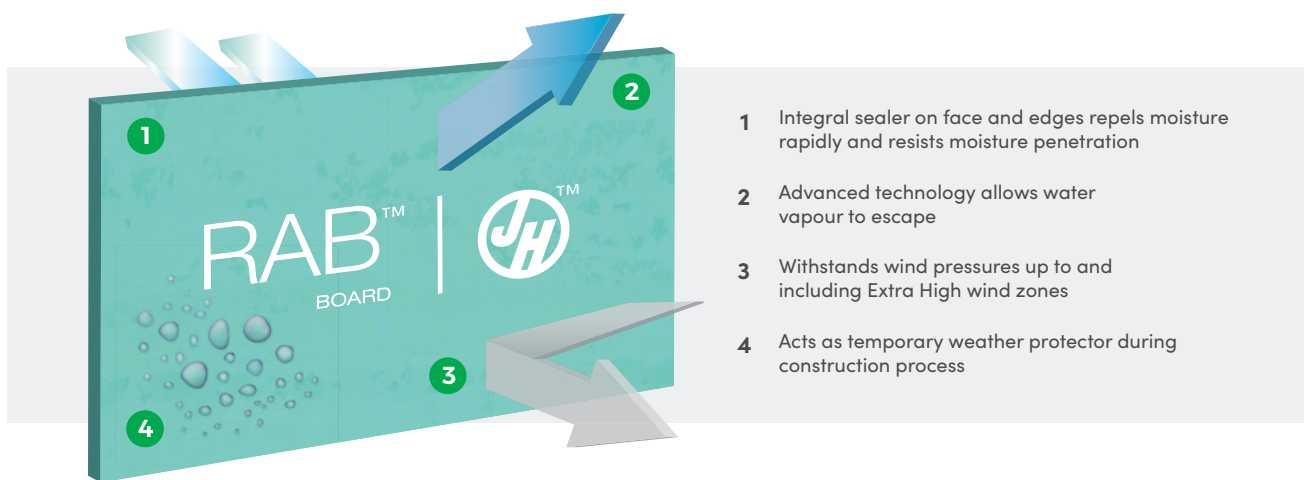 1
2
RAB™
BOARD
JH™
3
4
1 Integral sealer on face and edges repels moisture
rapidly and resists moisture penetration
2 Advanced technology allows water
vapour to escape
3 Withstands wind pressures up to and
including Extra High wind zones
4 Acts as temporary weather protector during
construction process